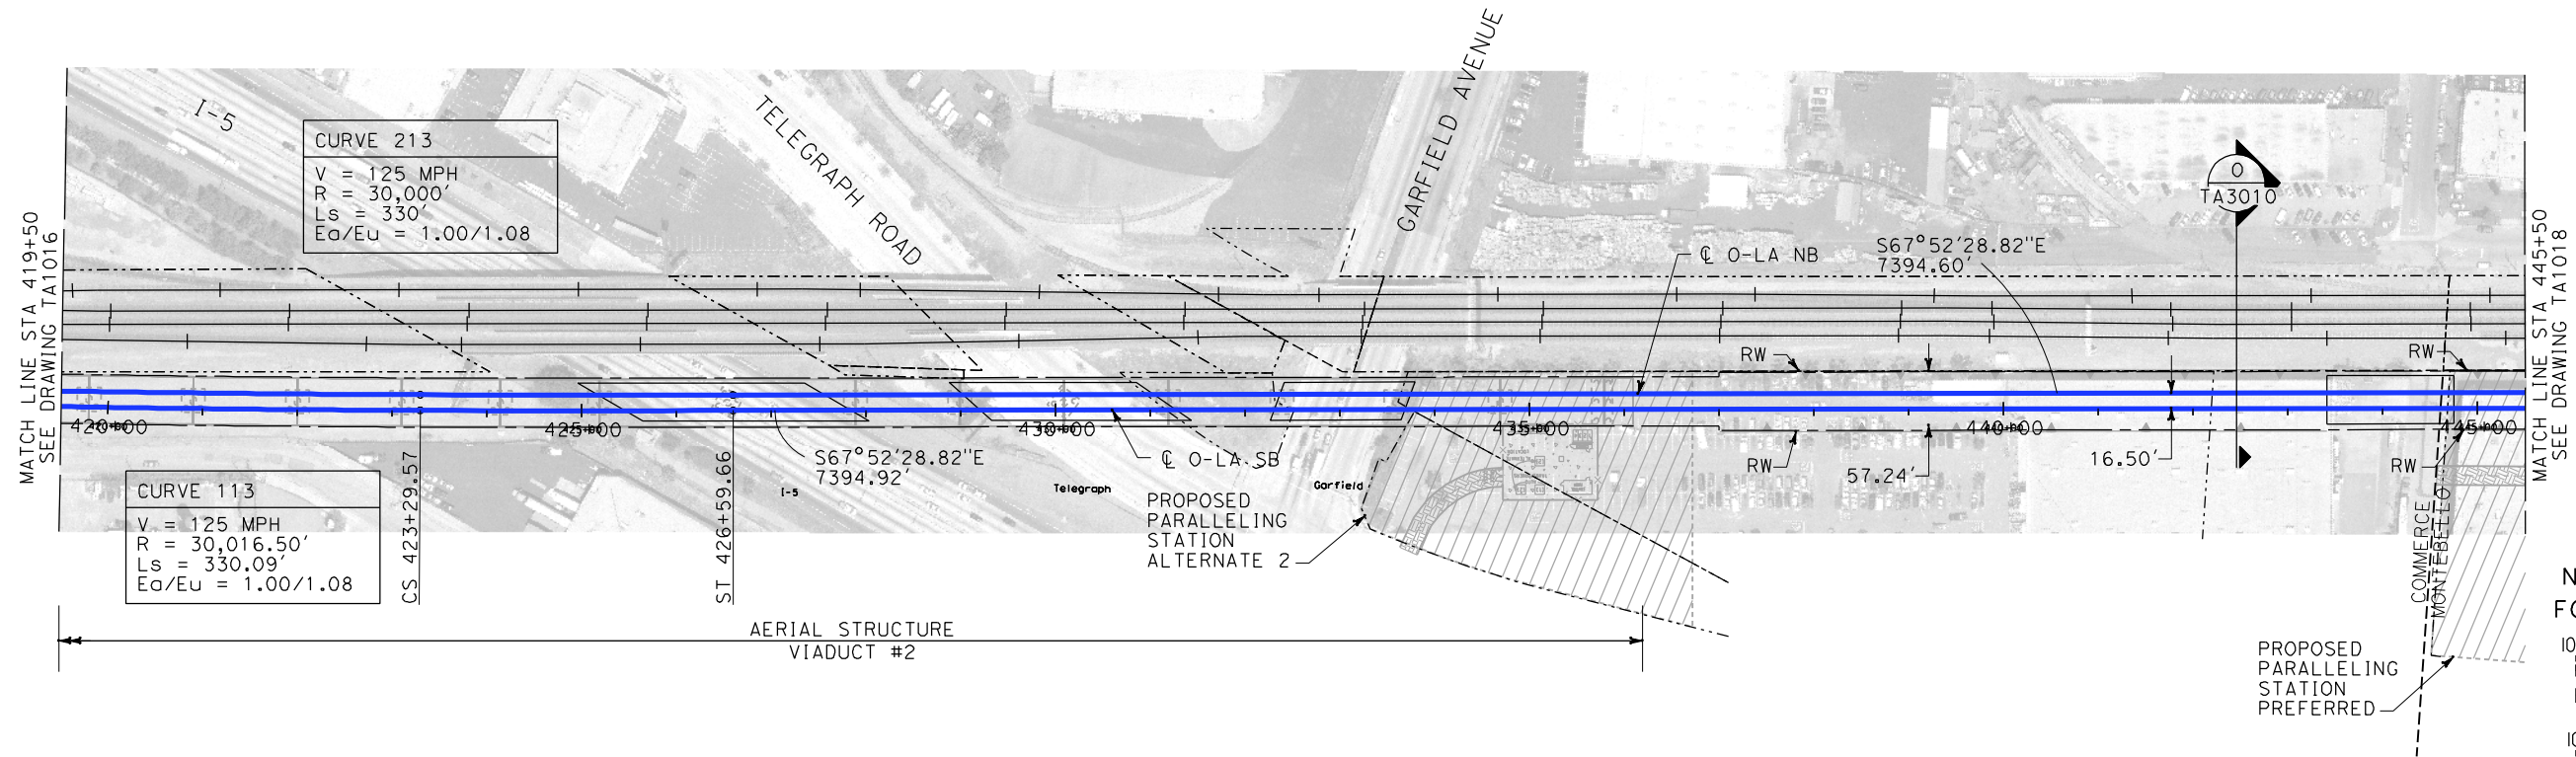 GARFIELD AVENUE
I-5
TELEGRAPH ROAD
CURVE 213
V = 125 MPH
R = 30,000'
Ls = 330'
Ea/Eu = 1.00/1.08
O
TA3010
MATCH LINE STA 419+50
SEE DRAWING TA1016
℄ O-LA NB
S67°52'28.82"E
7394.60'
MATCH LINE STA 445+50
SEE DRAWING TA1018
RW
RW
420+00
425+00
430+00
435+00
440+00
445+00
CURVE 113
V = 125 MPH
R = 30,016.50'
Ls = 330.09'
Ea/Eu = 1.00/1.08
CS 423+29.57
ST 426+59.66
S67°52'28.82"E
7394.92'
I-5
℄ O-LA SB
Telegraph
Garfield
PROPOSED
PARALLELING
STATION
ALTERNATE 2
RW
57.24'
16.50'
RW
COMMERCE
MONTEBELLO
AERIAL STRUCTURE
VIADUCT #2
PROPOSED
PARALLELING
STATION
PREFERRED